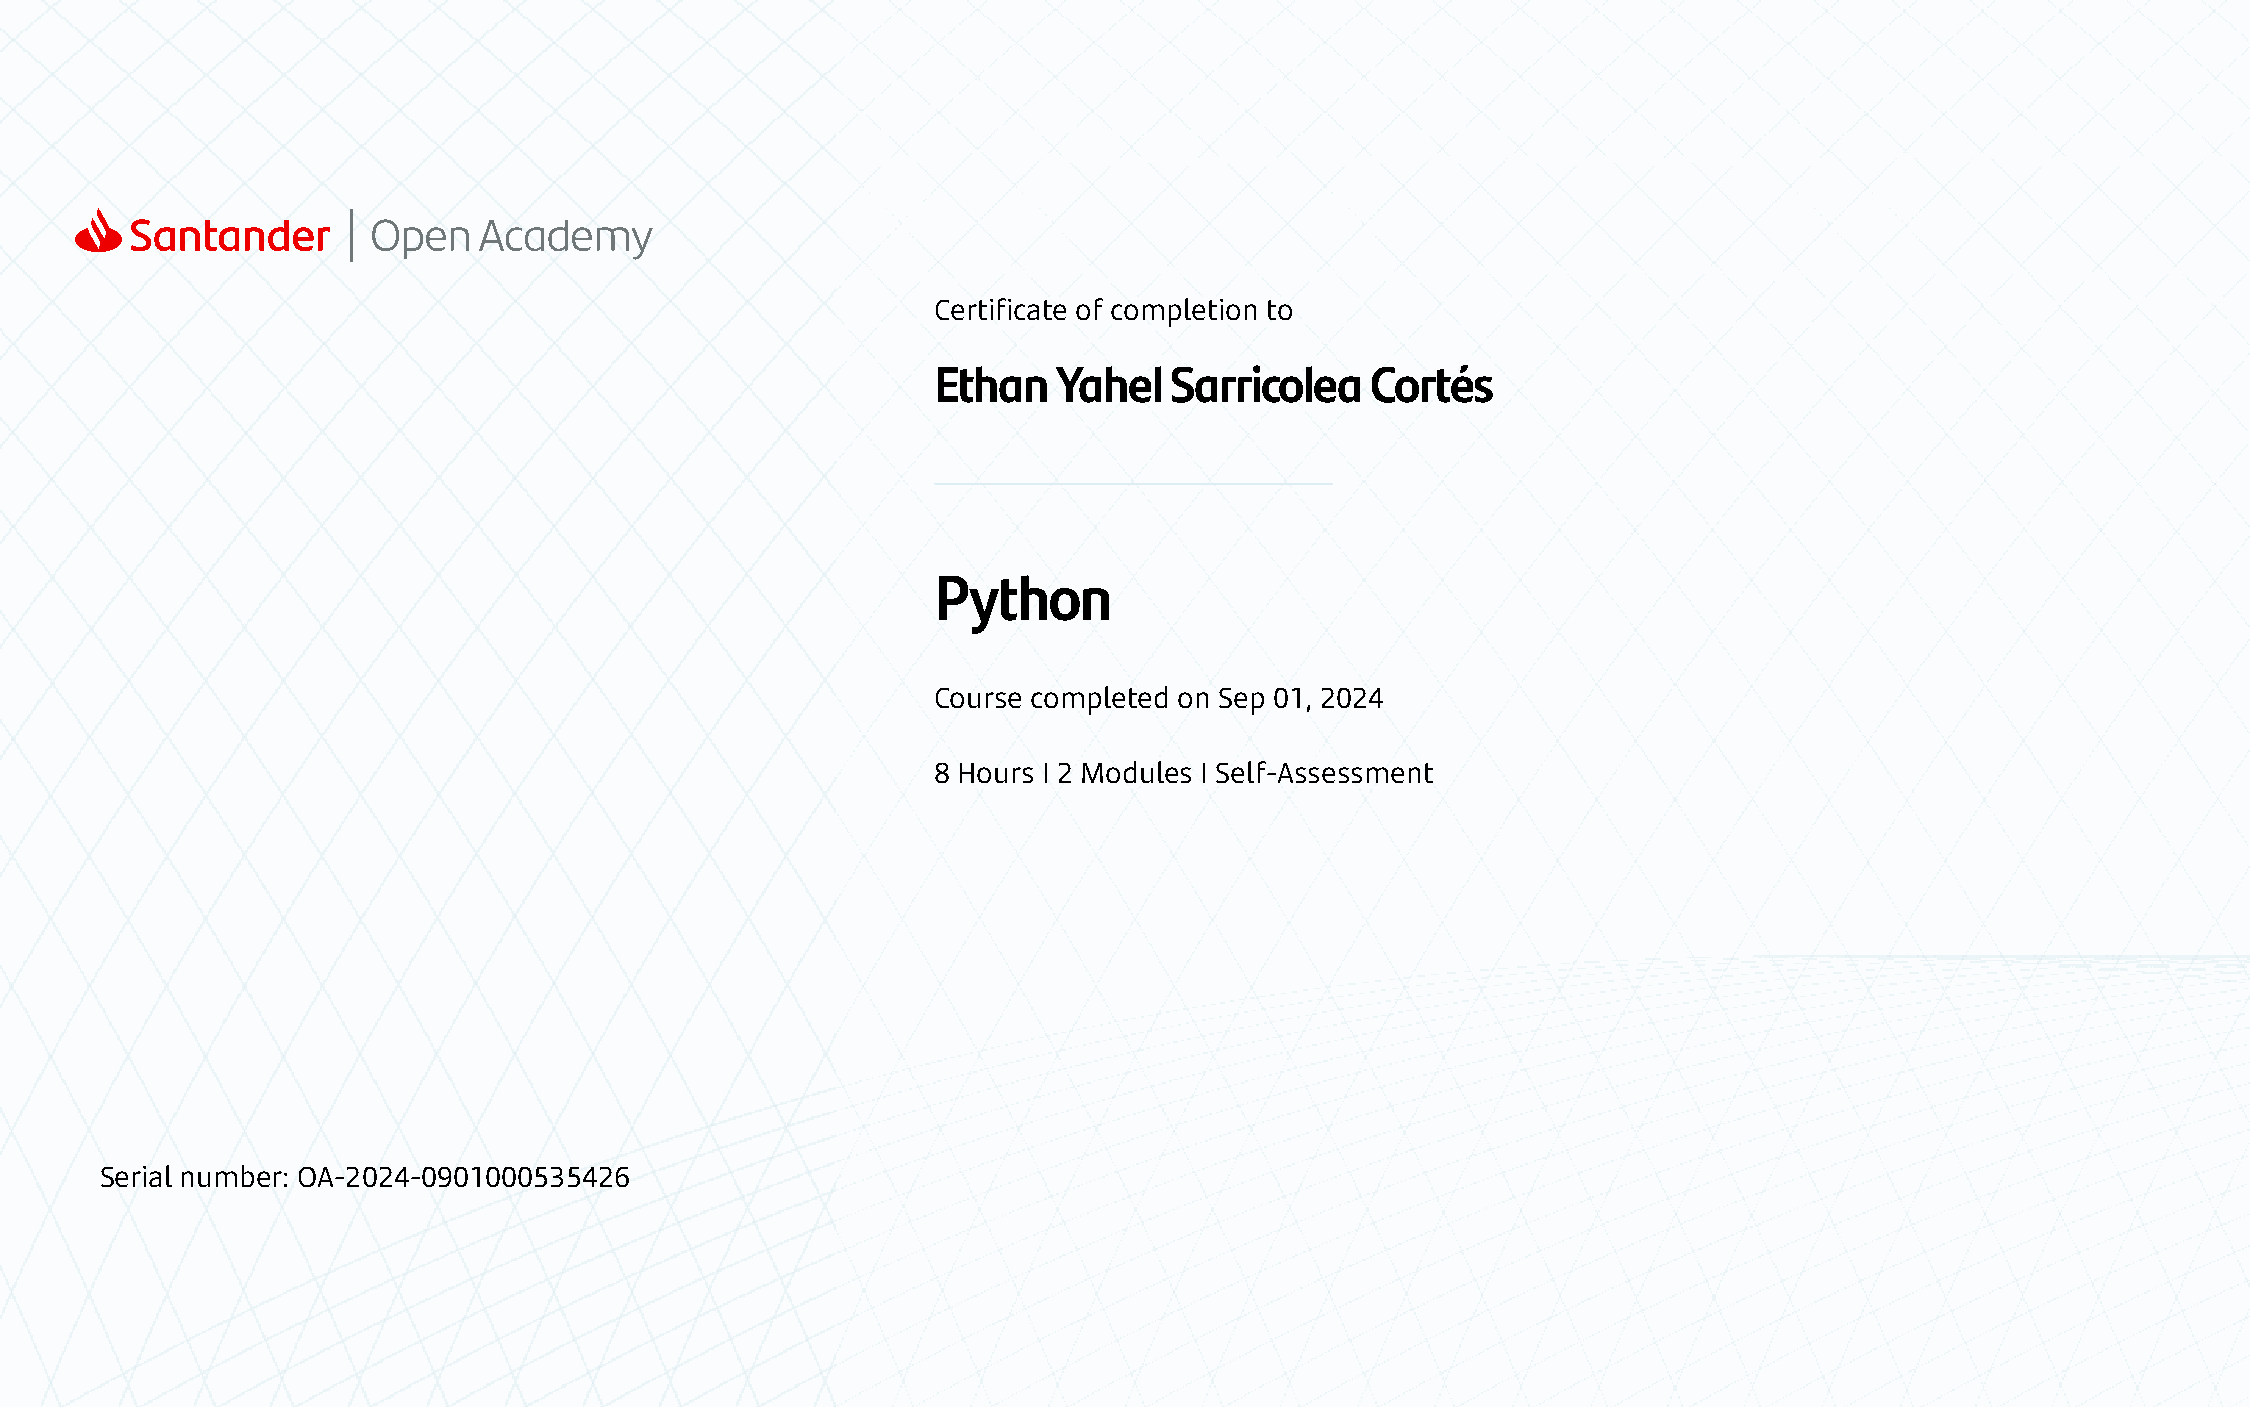 Santander | Open Academy
Certificate of completion to
Ethan Yahel Sarricolea Cortés
Python
Course completed on Sep 01, 2024
8 Hours I 2 Modules I Self-Assessment
Serial number: OA-2024-0901000535426